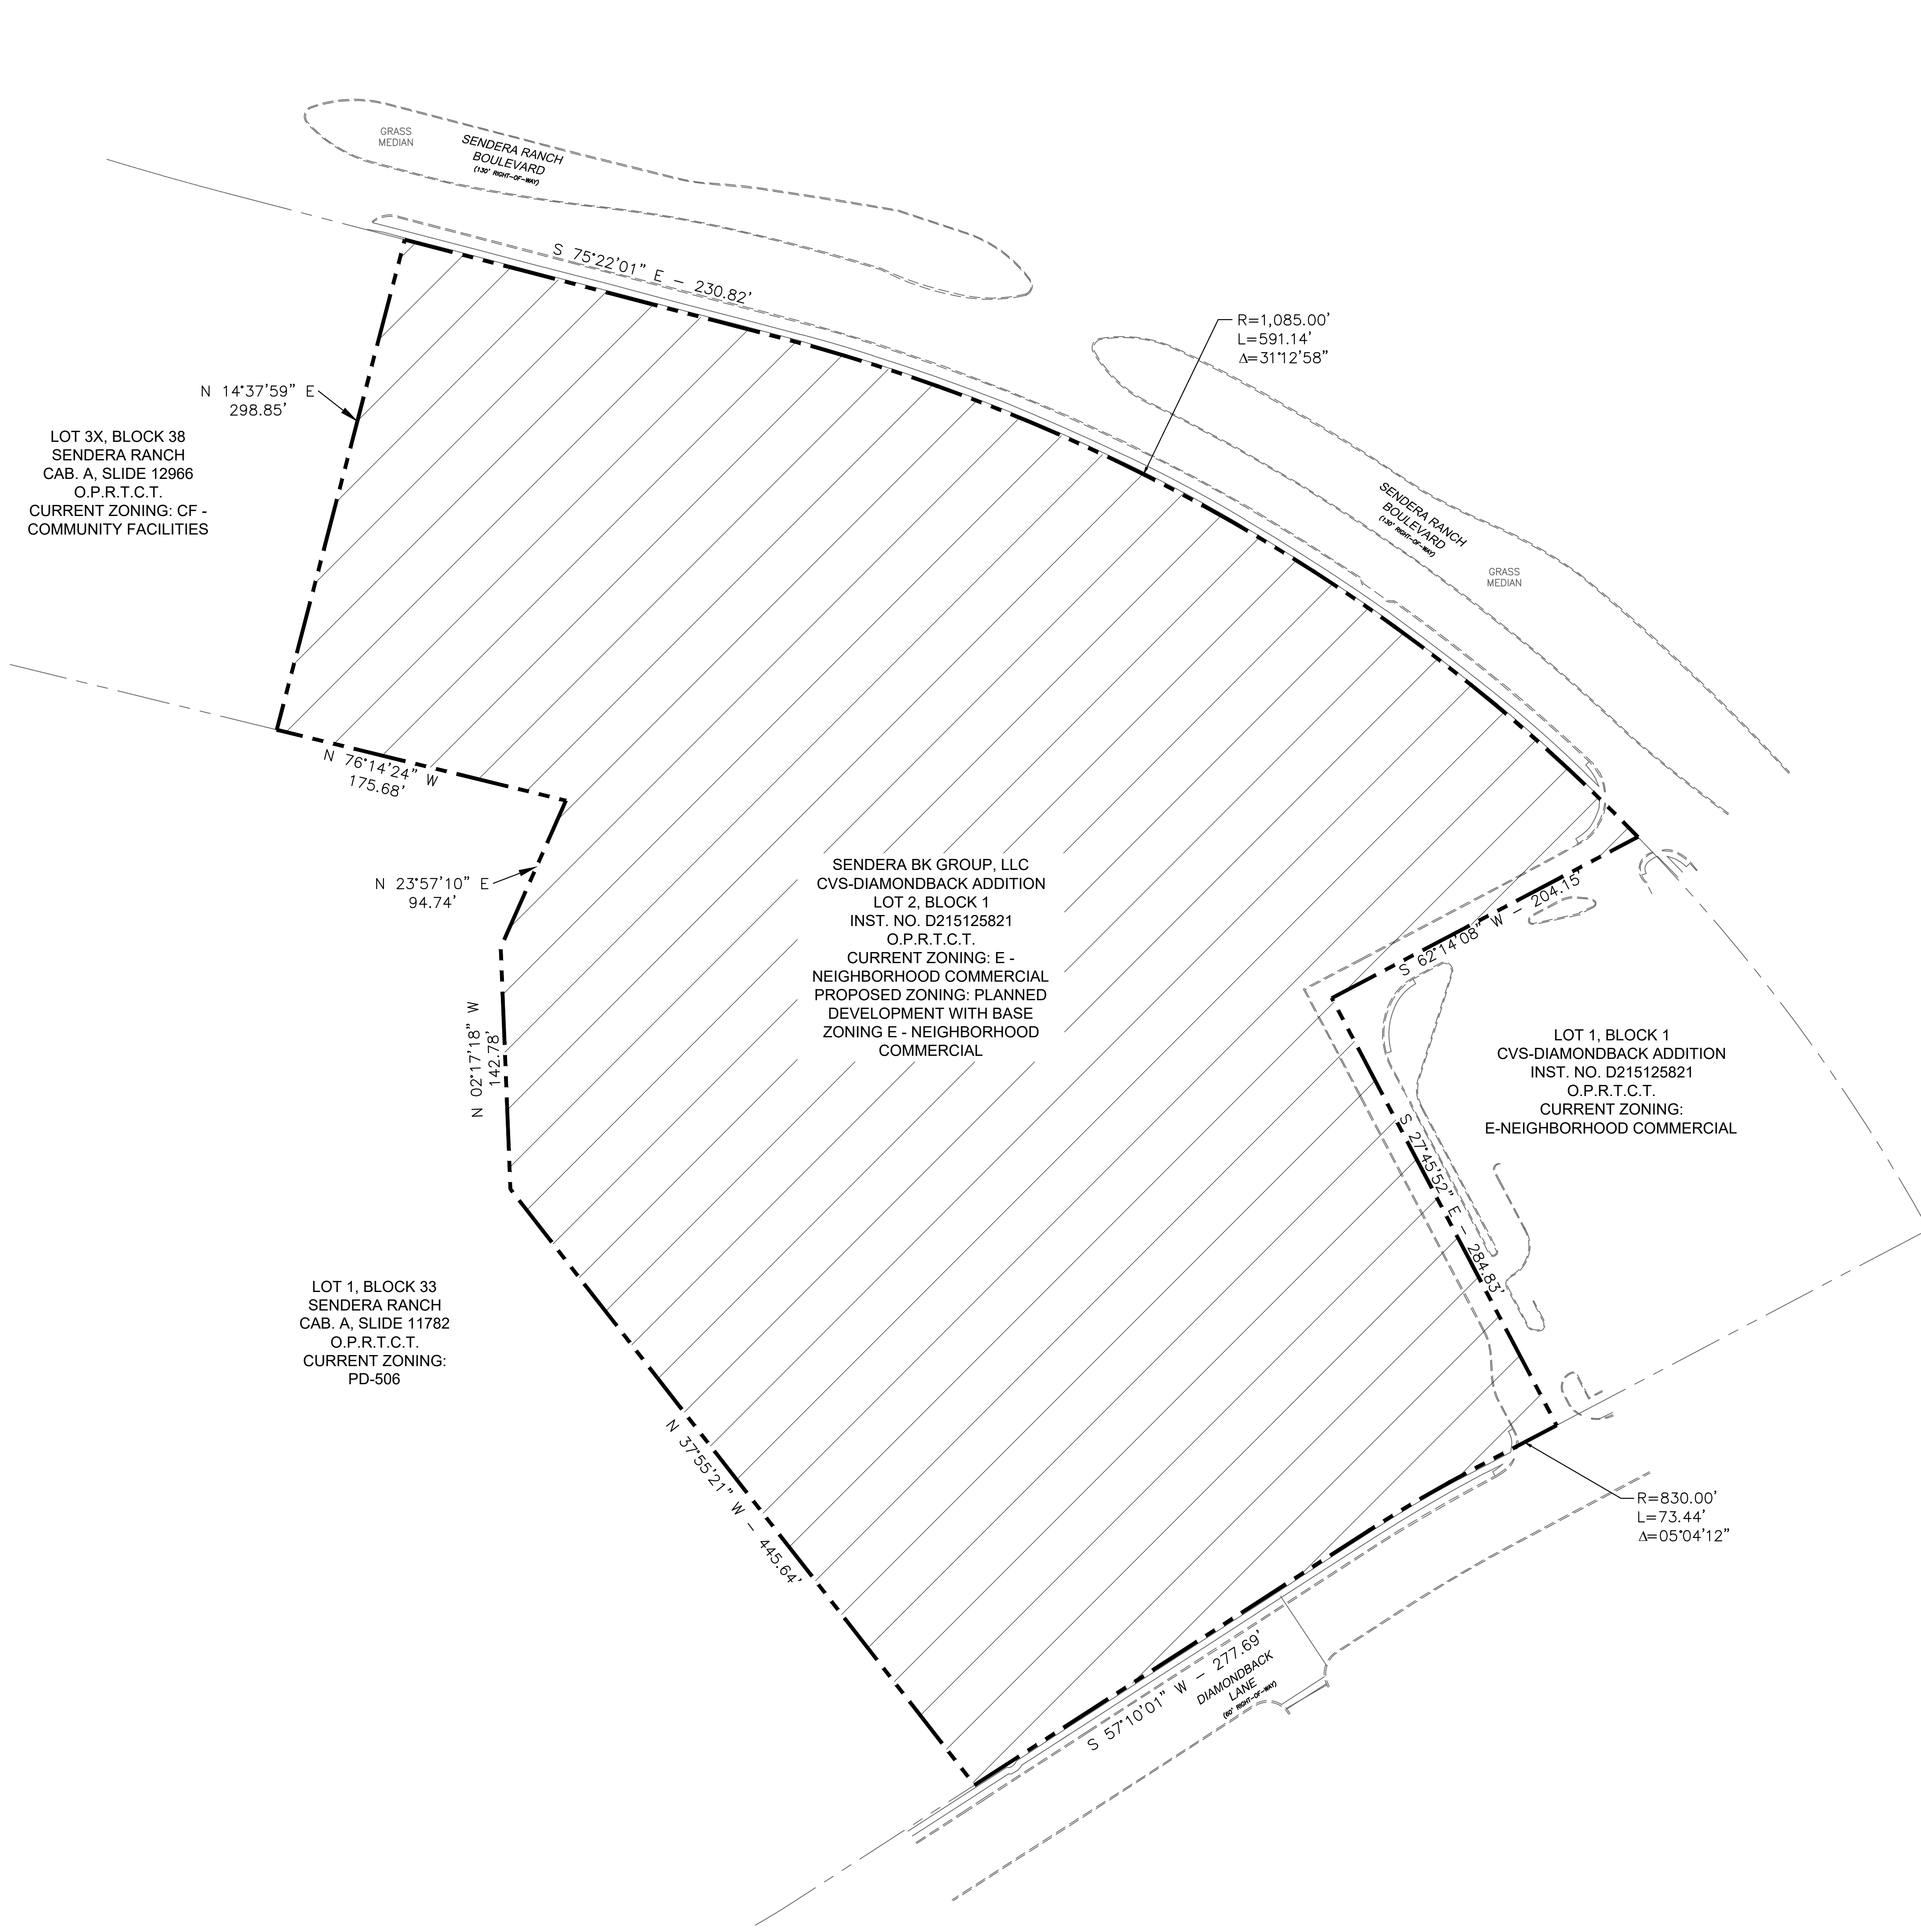 GRASS
MEDIAN
SENDERA RANCH
BOULEVARD
(130' RIGHT-OF-WAY)
S 75°22'01" E - 230.82'
R=1,085.00'
L=591.14'
Δ=31°12'58"
N 14°37'59" E
298.85'
LOT 3X, BLOCK 38
SENDERA RANCH
CAB. A, SLIDE 12966
O.P.R.T.C.T.
CURRENT ZONING: CF -
COMMUNITY FACILITIES
SENDERA RANCH
BOULEVARD
(130' RIGHT-OF-WAY)
GRASS
MEDIAN
N 76°14'24" W
175.68'
N 23°57'10" E
94.74'
SENDERA BK GROUP, LLC
CVS-DIAMONDBACK ADDITION
LOT 2, BLOCK 1
INST. NO. D215125821
O.P.R.T.C.T.
CURRENT ZONING: E -
NEIGHBORHOOD COMMERCIAL
PROPOSED ZONING: PLANNED
DEVELOPMENT WITH BASE
ZONING E - NEIGHBORHOOD
COMMERCIAL
S 62°14'08" W - 204.15'
N 02°17'18" W
142.78'
LOT 1, BLOCK 1
CVS-DIAMONDBACK ADDITION
INST. NO. D215125821
O.P.R.T.C.T.
CURRENT ZONING:
E-NEIGHBORHOOD COMMERCIAL
S 27°45'52" E - 284.83'
LOT 1, BLOCK 33
SENDERA RANCH
CAB. A, SLIDE 11782
O.P.R.T.C.T.
CURRENT ZONING:
PD-506
N 37°55'21" W - 445.64'
R=830.00'
L=73.44'
Δ=05°04'12"
S 57°10'01" W - 277.69'
DIAMONDBACK
LANE
(60' RIGHT-OF-WAY)